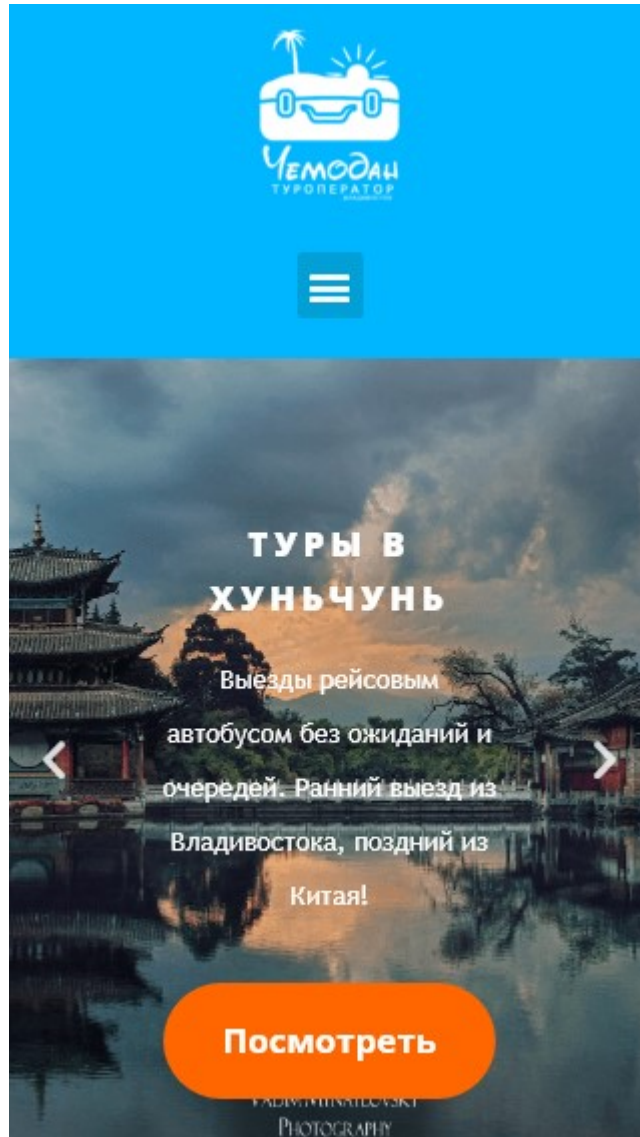 Чемодан
ТУРОПЕРАТОР
ТУРЫ В
ХУНЬЧУНЬ
Выезды рейсовым
автобусом без ожиданий и
очередей. Ранний выезд из
Владивостока, поздний из
Китая!
Посмотреть
PHOTOGRAPHY